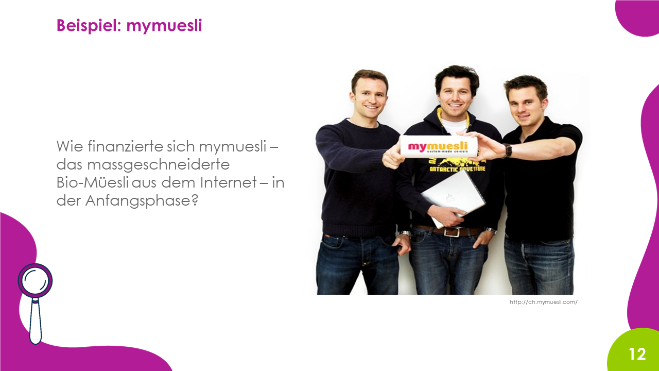 Beispiel: mymuesli
Wie finanzierte sich mymuesli –
das massgeschneiderte
Bio-Müesli aus dem Internet – in
der Anfangsphase?
mymuesli
ANTARCTIC
http://ch.mymuesli.com/
12